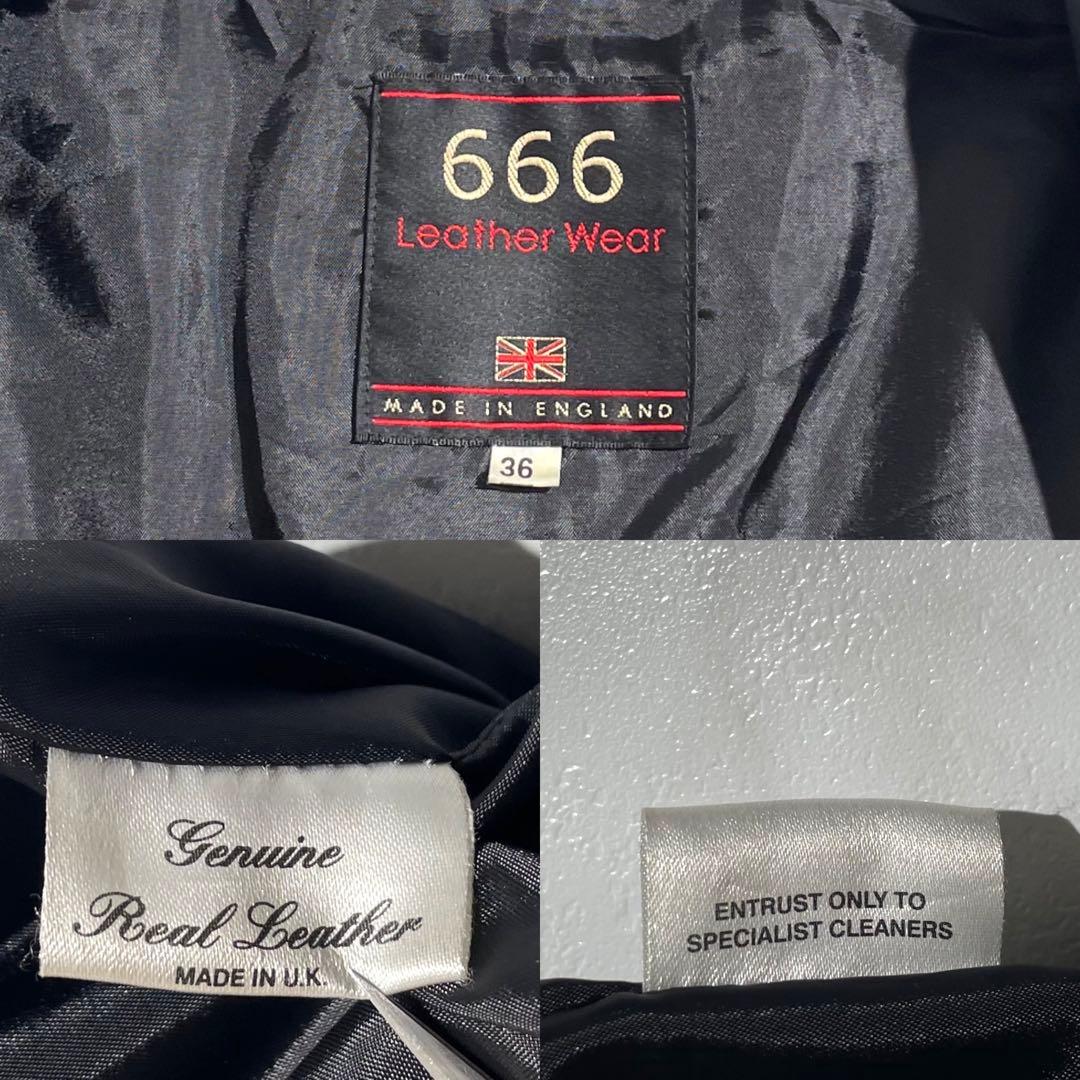 666
Leather Wear
MADE IN ENGLAND
36
Genuine
Real Leather
MADE IN U.K.
ENTRUST ONLY TO
SPECIALIST CLEANERS